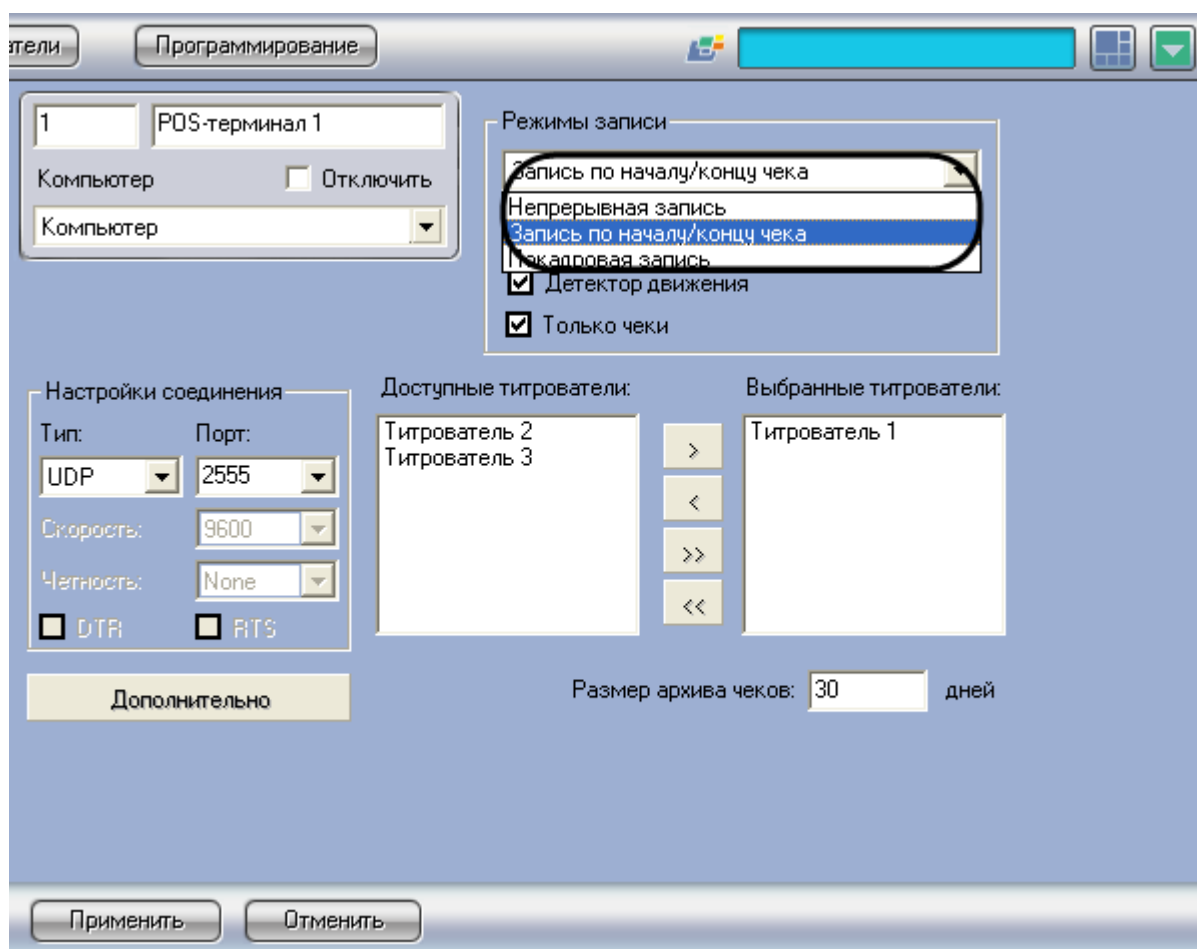 атели Программирование
1 POS-терминал 1
Компьютер Отключить
Компьютер
Режимы записи
Запись по началу/концу чека
Непрерывная запись
Запись по началу/концу чека
Покадровая запись
Детектор движения
Только чеки
Настройки соединения
Тип: Порт:
UDP 2555
Скорость: 9600
Четность: None
DTR RTS
Доступные титрователи:
Титрователь 2
Титрователь 3
>
<
>>
<<
Выбранные титрователи:
Титрователь 1
Дополнительно
Размер архива чеков: 30 дней
Применить Отменить